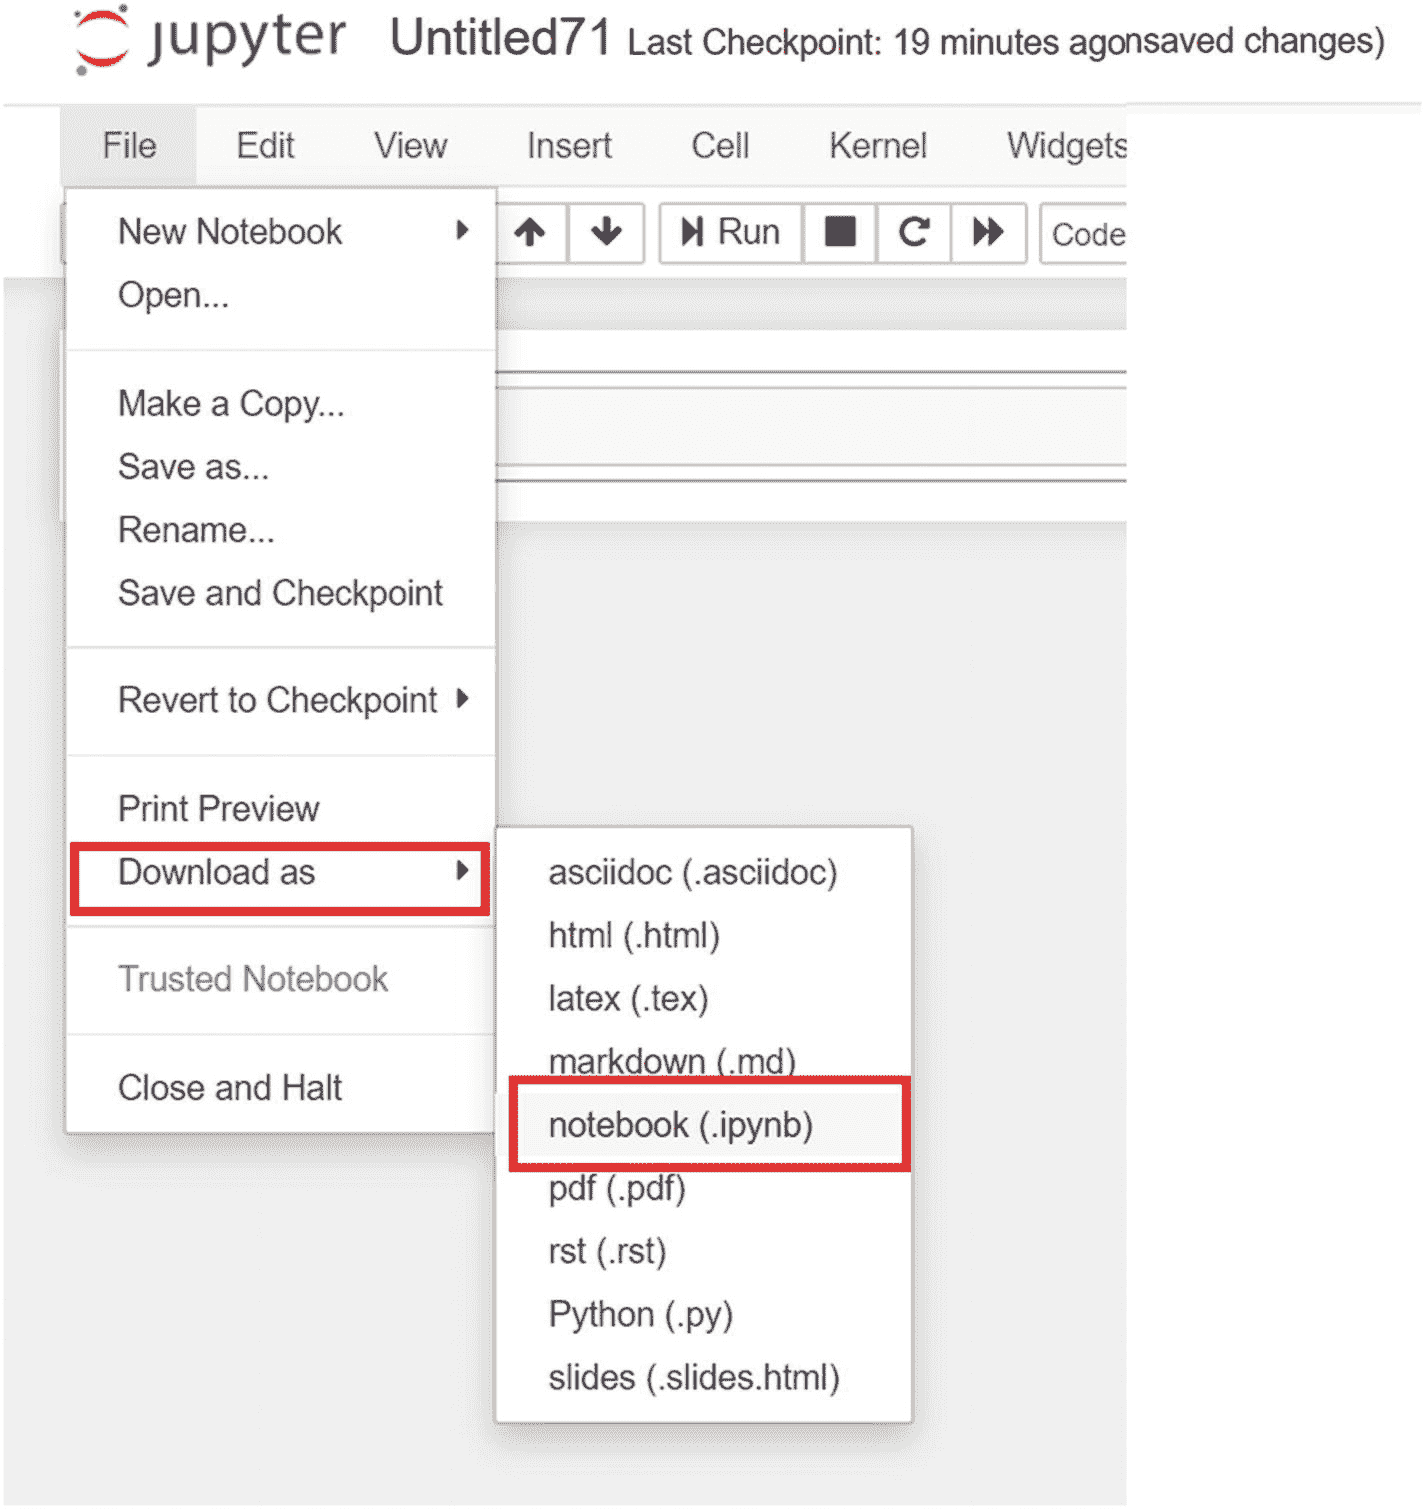 jupyter Untitled71 Last Checkpoint: 19 minutes agonsaved changes)
File Edit View Insert Cell Kernel Widgets
New Notebook
Run Code
Open...
Make a Copy...
Save as...
Rename...
Save and Checkpoint
Revert to Checkpoint
Print Preview
Download as
Trusted Notebook
Close and Halt
asciidoc (.asciidoc)
html (.html)
latex (.tex)
markdown (.md)
notebook (.ipynb)
pdf (.pdf)
rst (.rst)
Python (.py)
slides (.slides.html)